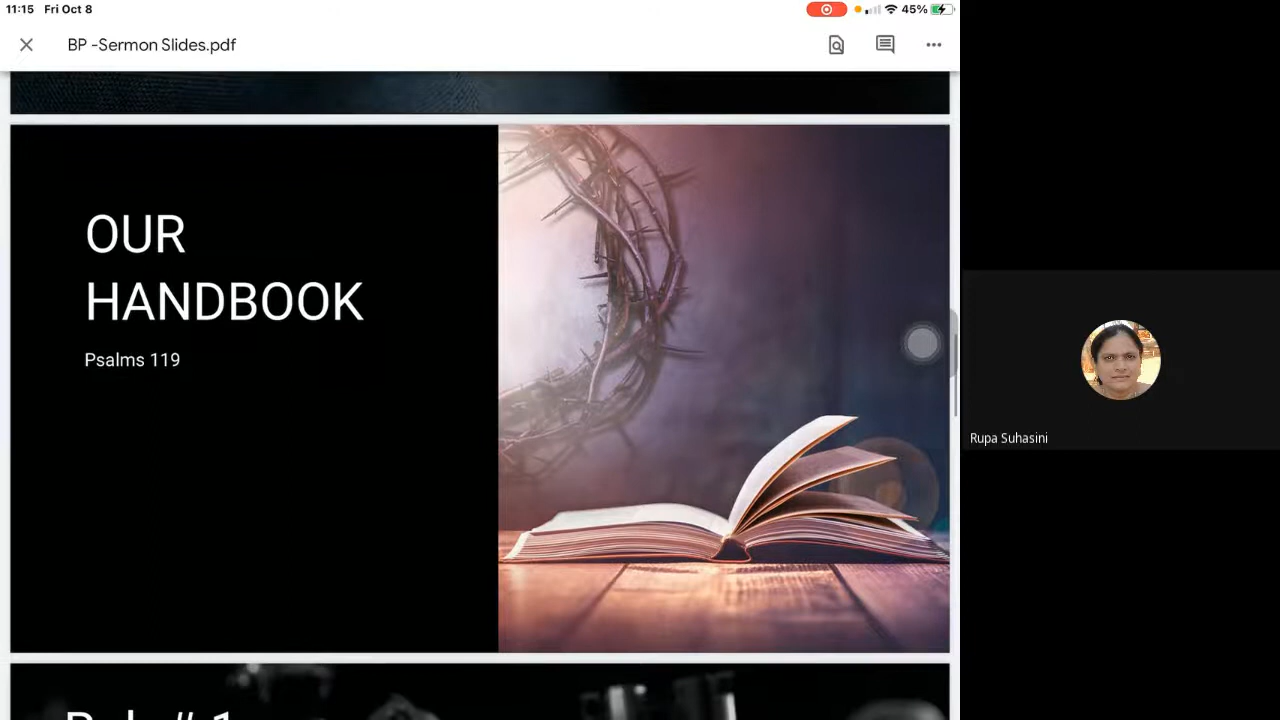 11:15 Fri Oct 8
45%
BP -Sermon Slides.pdf
OUR
HANDBOOK
Psalms 119
Rupa Suhasini